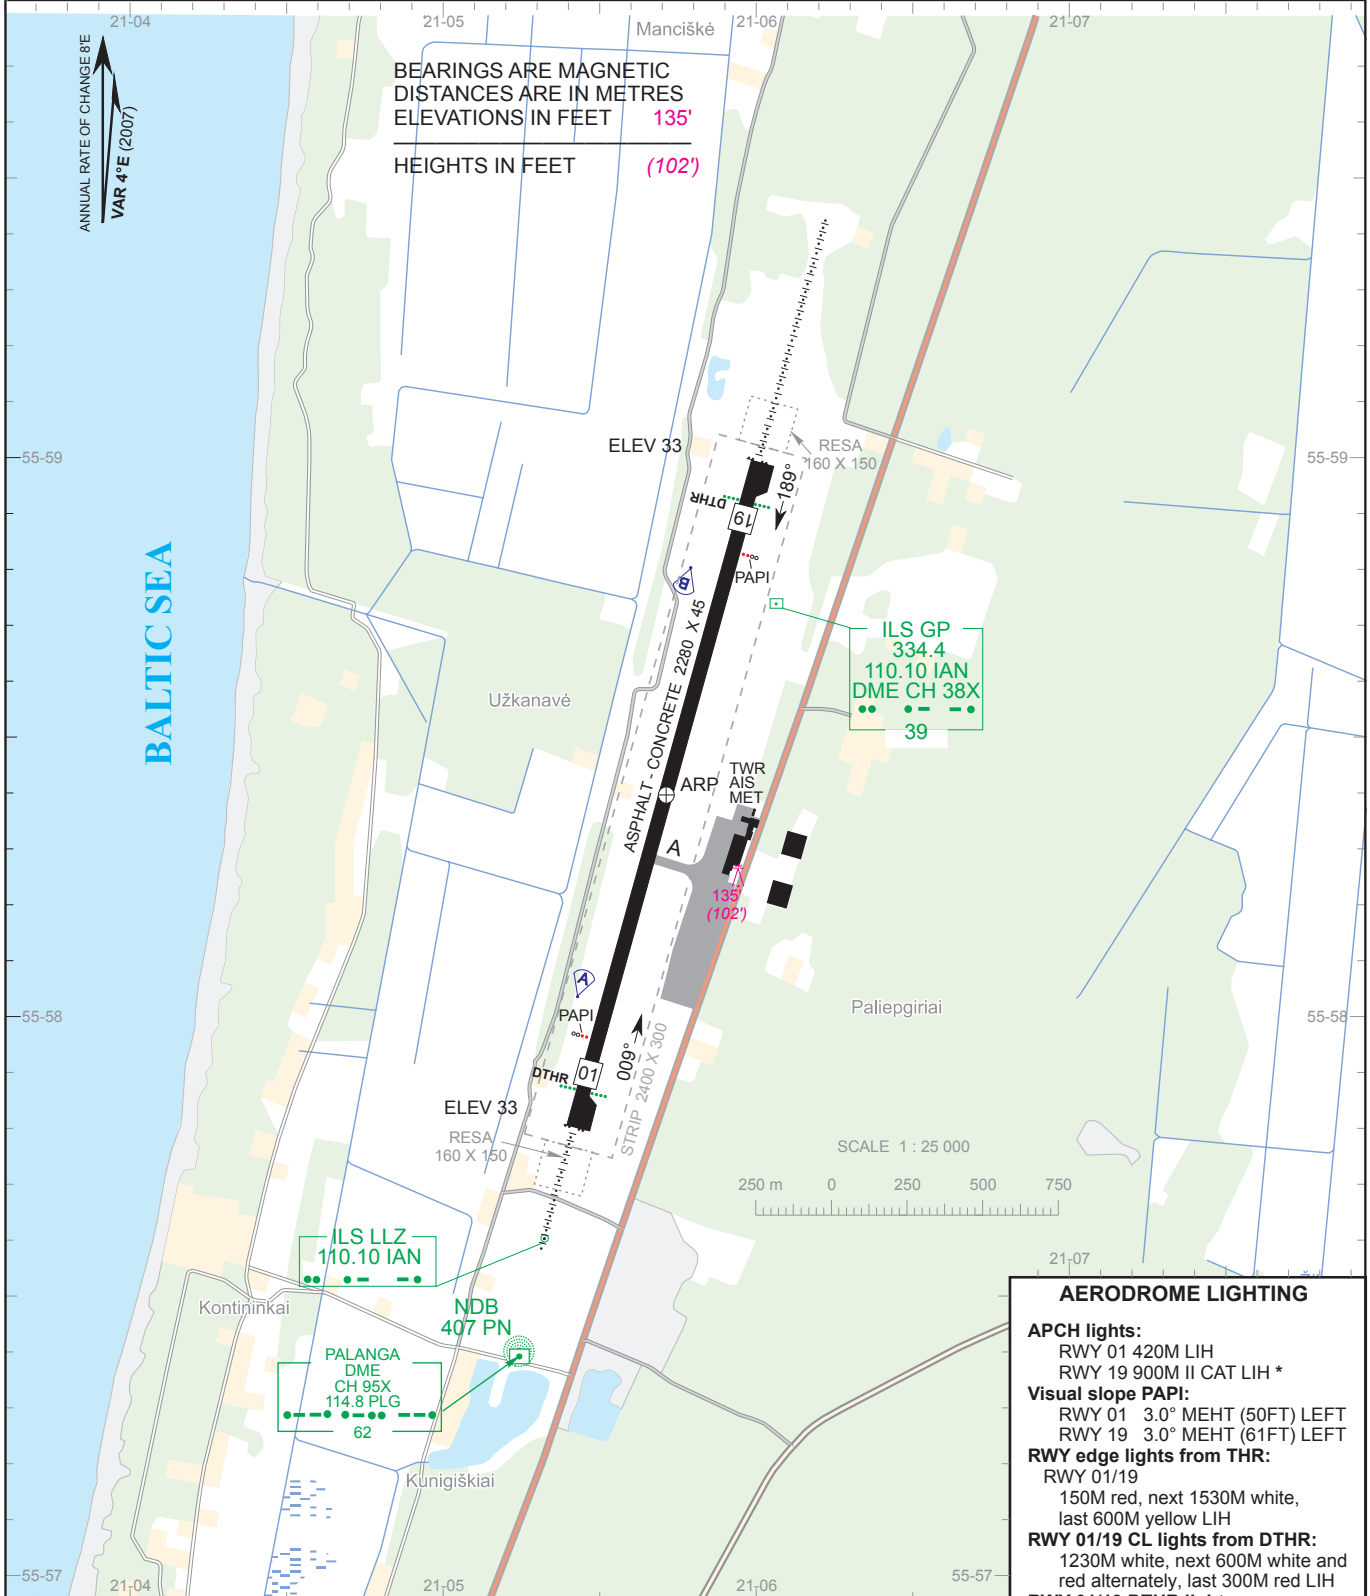 21-04
21-05
21-06
21-07
Manciškė
ANNUAL RATE OF CHANGE 8'E
VAR 4°E (2007)
BEARINGS ARE MAGNETIC
DISTANCES ARE IN METRES
ELEVATIONS IN FEET 135'
HEIGHTS IN FEET (102')
55-59
55-59
ELEV 33
RESA
160 X 150
189°
DTHR
19
PAPI
B
BALTIC SEA
ASPHALT - CONCRETE 2280 X 45
ILS GP
334.4
110.10 IAN
DME CH 38X
39
Užkanavė
ARP
TWR
AIS
MET
A
135'
(102')
A
PAPI
Paliepgiriai
55-58
55-58
009°
01
DTHR
STRIP 2400 X 300
ELEV 33
RESA
160 X 150
SCALE 1 : 25 000
250 m 0 250 500 750
ILS LLZ
110.10 IAN
21-07
Kontininkai
NDB
407 PN
PALANGA
DME
CH 95X
114.8 PLG
62
Kunigiškiai
AERODROME LIGHTING
APCH lights:
RWY 01 420M LIH
RWY 19 900M II CAT LIH *
Visual slope PAPI:
RWY 01 3.0° MEHT (50FT) LEFT
RWY 19 3.0° MEHT (61FT) LEFT
RWY edge lights from THR:
RWY 01/19
150M red, next 1530M white,
last 600M yellow LIH
RWY 01/19 CL lights from DTHR:
1230M white, next 600M white and
red alternately, last 300M red LIH
55-57
55-57
21-04
21-05
21-06